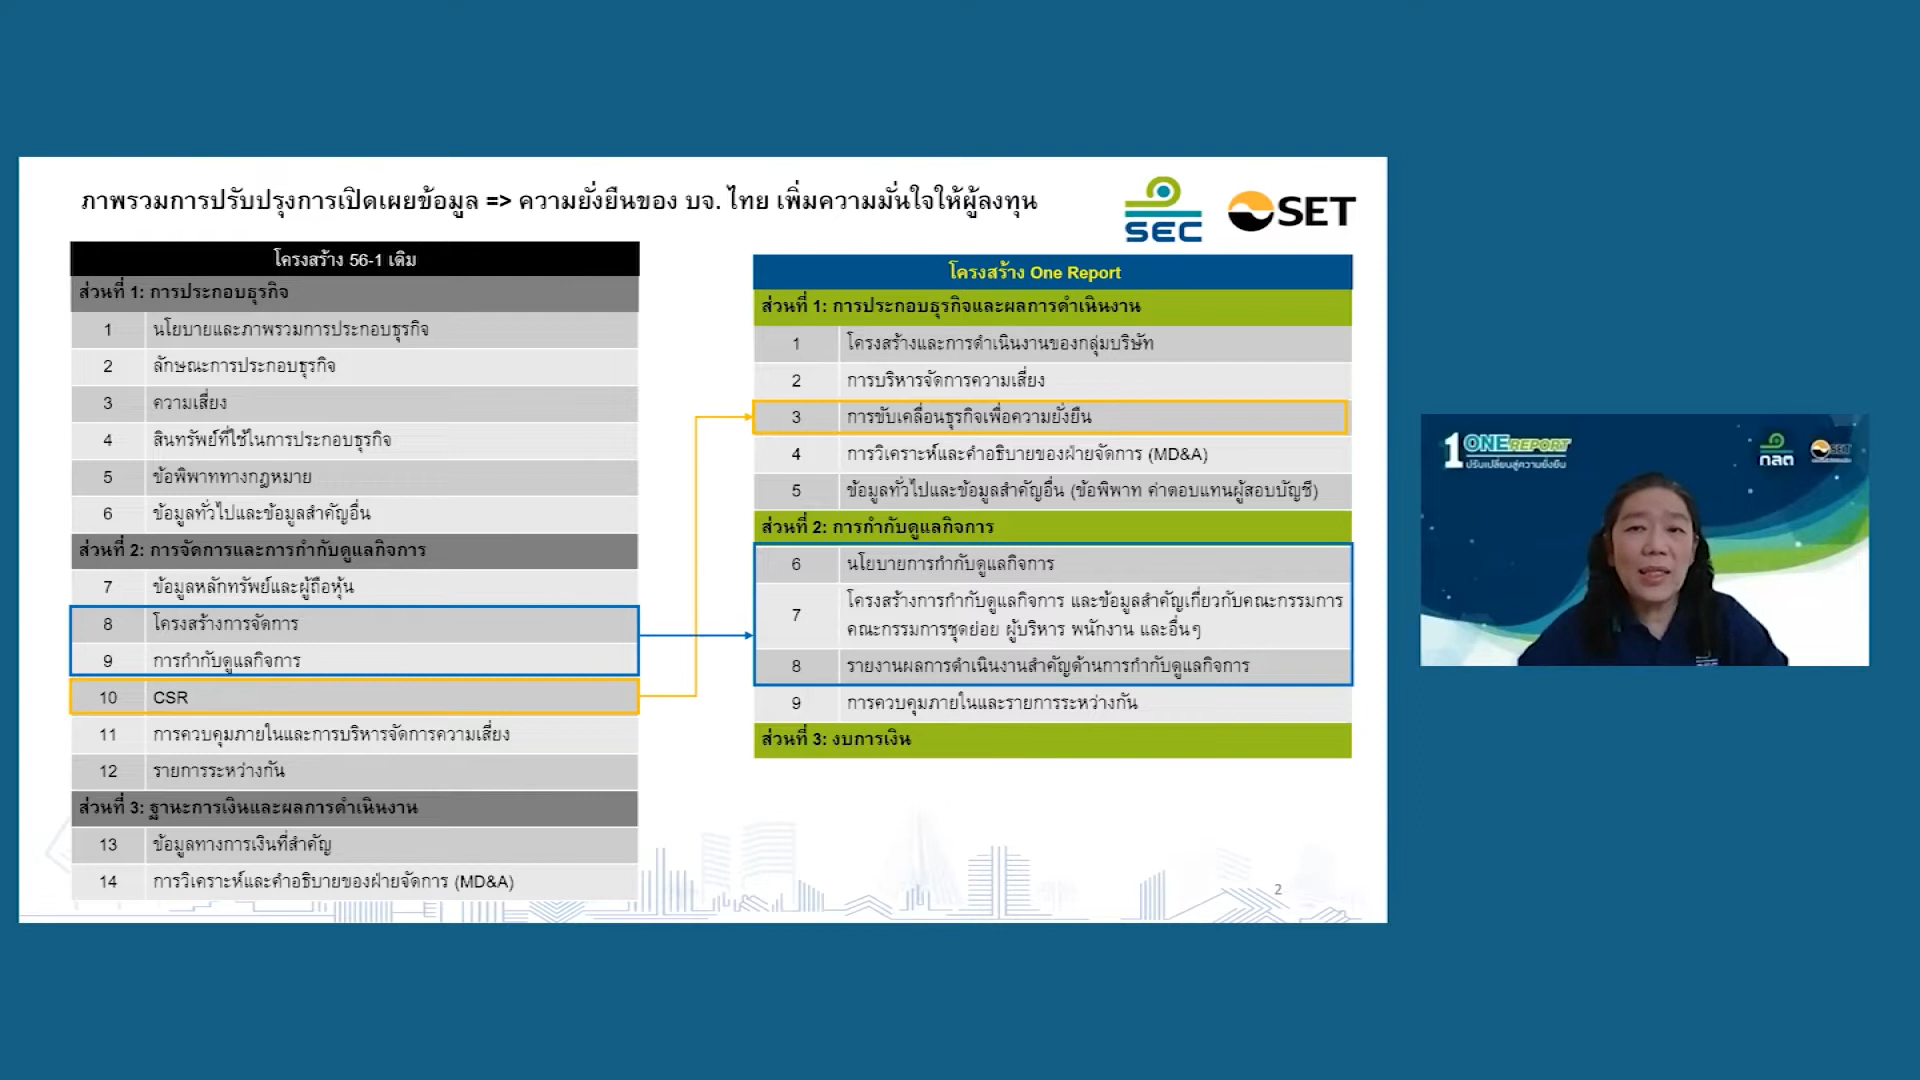 ภาพรวมการปรับปรุงการเปิดเผยข้อมูล => ความยั่งยืนของ บจ. ไทย เพิ่มความมั่นใจให้ผู้ลงทุน
SEC
SET
โครงสร้าง 56-1 เดิม
ส่วนที่ 1: การประกอบธุรกิจ
1 นโยบายและภาพรวมการประกอบธุรกิจ
2 ลักษณะการประกอบธุรกิจ
3 ความเสี่ยง
4 สินทรัพย์ที่ใช้ในการประกอบธุรกิจ
5 ข้อพิพาททางกฎหมาย
6 ข้อมูลทั่วไปและข้อมูลสำคัญอื่น
ส่วนที่ 2: การจัดการและการกำกับดูแลกิจการ
7 ข้อมูลหลักทรัพย์และผู้ถือหุ้น
8 โครงสร้างการจัดการ
9 การกำกับดูแลกิจการ
10 CSR
11 การควบคุมภายในและการบริหารจัดการความเสี่ยง
12 รายการระหว่างกัน
ส่วนที่ 3: ฐานะการเงินและผลการดำเนินงาน
13 ข้อมูลทางการเงินที่สำคัญ
14 การวิเคราะห์และคำอธิบายของฝ่ายจัดการ (MD&A)
โครงสร้าง One Report
ส่วนที่ 1: การประกอบธุรกิจและผลการดำเนินงาน
1 โครงสร้างและการดำเนินงานของกลุ่มบริษัท
2 การบริหารจัดการความเสี่ยง
3 การขับเคลื่อนธุรกิจเพื่อความยั่งยืน
4 การวิเคราะห์และคำอธิบายของฝ่ายจัดการ (MD&A)
5 ข้อมูลทั่วไปและข้อมูลสำคัญอื่น (ข้อพิพาท ค่าตอบแทนผู้สอบบัญชี)
ส่วนที่ 2: การกำกับดูแลกิจการ
6 นโยบายการกำกับดูแลกิจการ
7 โครงสร้างการกำกับดูแลกิจการ และข้อมูลสำคัญเกี่ยวกับคณะกรรมการ
คณะกรรมการชุดย่อย ผู้บริหาร พนักงาน และอื่นๆ
8 รายงานผลการดำเนินงานสำคัญด้านการกำกับดูแลกิจการ
9 การควบคุมภายในและรายการระหว่างกัน
ส่วนที่ 3: งบการเงิน
2
1 ONE REPORT
ปรับเปลี่ยนสู่ความยั่งยืน
กลต
SET